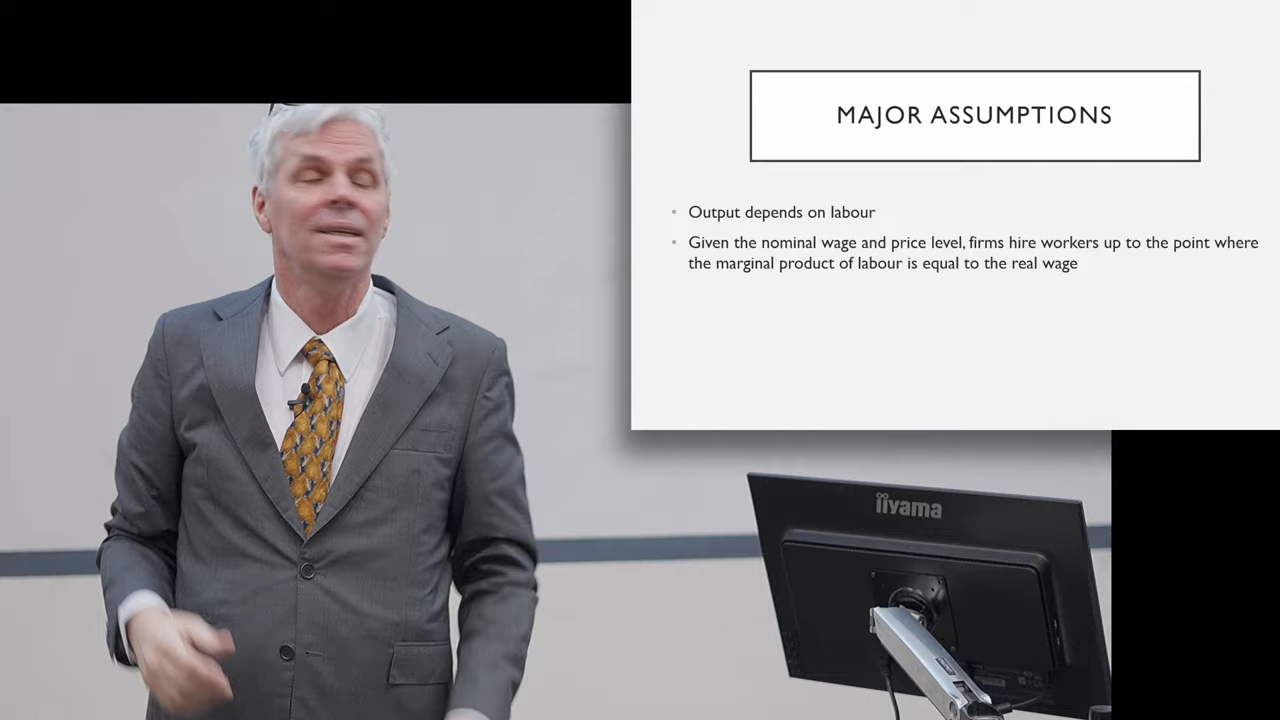 MAJOR ASSUMPTIONS
• Output depends on labour
• Given the nominal wage and price level, firms hire workers up to the point where
the marginal product of labour is equal to the real wage
iiyama